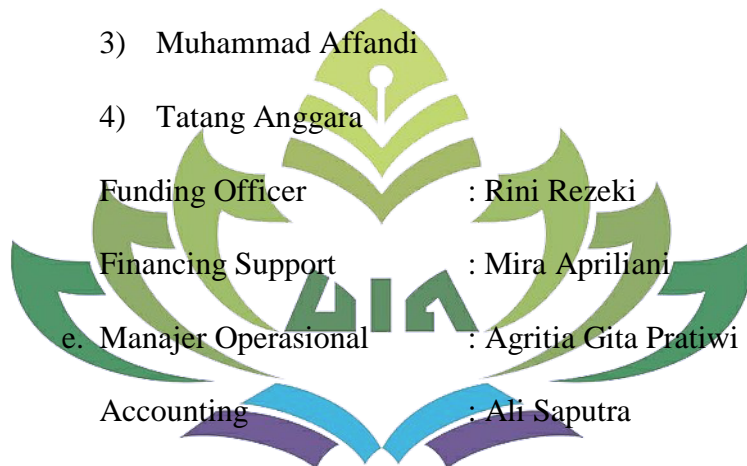 3) Muhammad Affandi
4) Tatang Anggara
Funding Officer : Rini Rezeki
Financing Support : Mira Apriliani
UIN
e. Manajer Operasional : Agritia Gita Pratiwi
Accounting : Ali Saputra